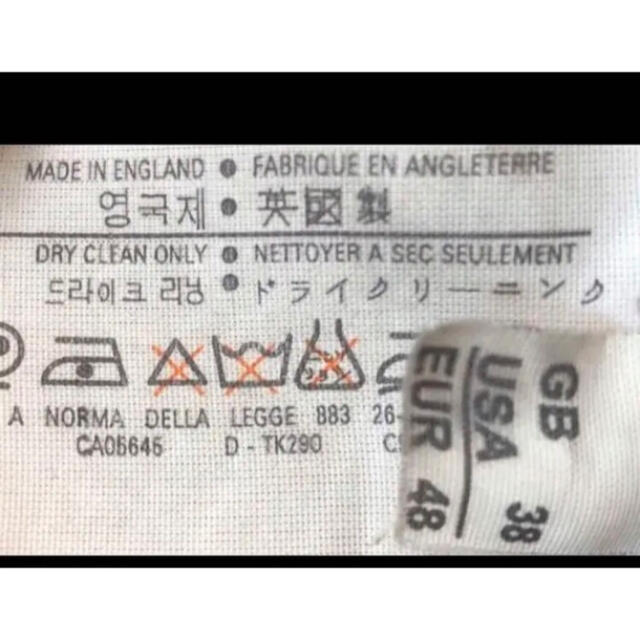 MADE IN ENGLAND ● FABRIQUE EN ANGLETERRE
영국제 ● 英國製
DRY CLEAN ONLY ● NETTOYER A SEC SEULEMENT
드라이크리닝 ● ドライクリーニンク
A NORMA DELLA LEGGE 883 26-
CA05645 D - TK290
GB
USA 38
EUR 48